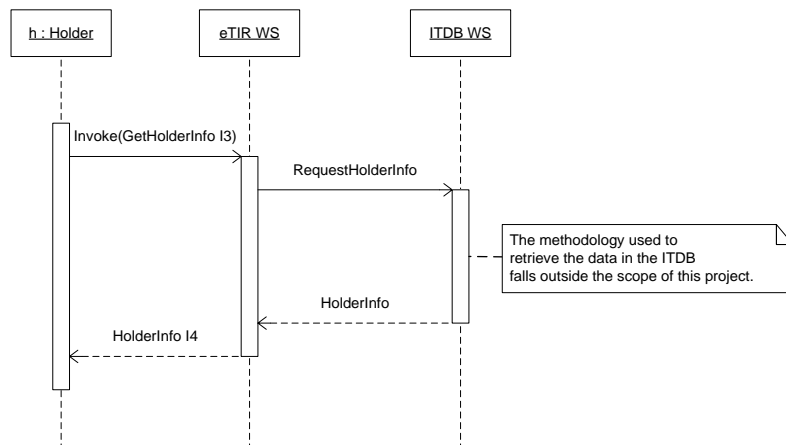 h : Holder
eTIR WS
ITDB WS
Invoke(GetHolderInfo I3)
RequestHolderInfo
The methodology used to
retrieve the data in the ITDB
falls outside the scope of this project.
HolderInfo
HolderInfo I4